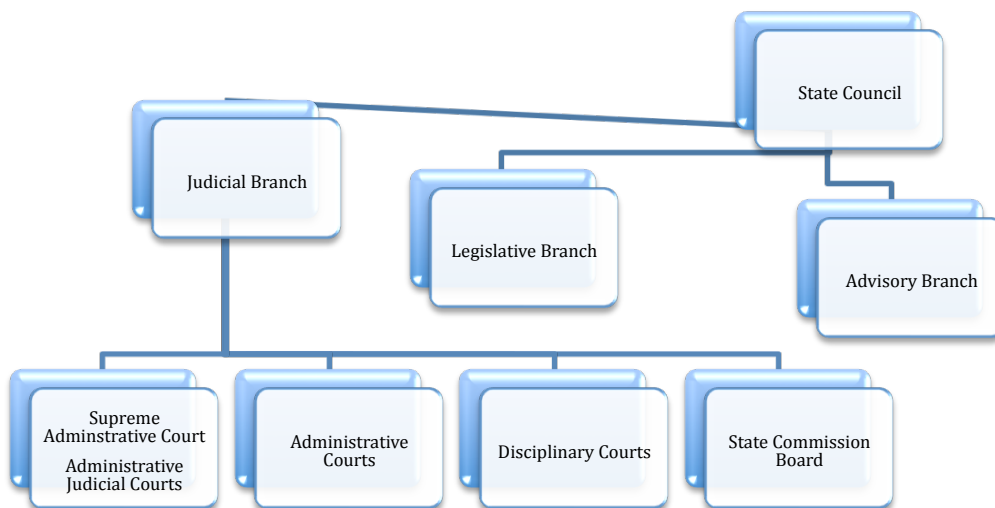 State Council
Judicial Branch
Legislative Branch
Advisory Branch
Supreme
Adminstrative Court
Administrative
Judicial Courts
Administrative
Courts
Disciplinary Courts
State Commission
Board